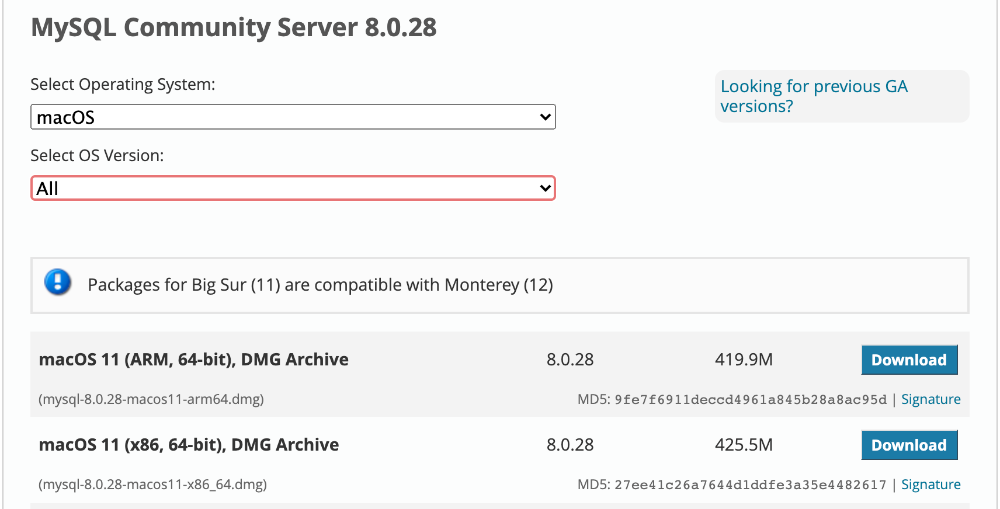 MySQL Community Server 8.0.28
Select Operating System:
macOS
Looking for previous GA
versions?
Select OS Version:
All
Packages for Big Sur (11) are compatible with Monterey (12)
macOS 11 (ARM, 64-bit), DMG Archive 8.0.28 419.9M Download
(mysql-8.0.28-macos11-arm64.dmg) MD5: 9fe7f6911deccd4961a845b28a8ac95d | Signature
macOS 11 (x86, 64-bit), DMG Archive 8.0.28 425.5M Download
(mysql-8.0.28-macos11-x86_64.dmg) MD5: 27ee41c26a7644d1ddfe3a35e4482617 | Signature